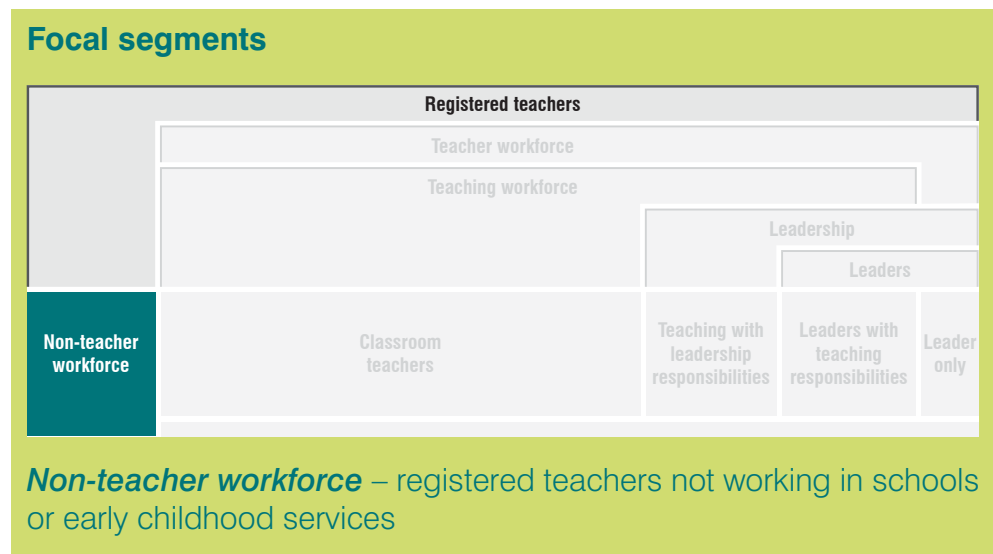 Focal segments
Registered teachers
Teacher workforce
Teaching workforce
Leadership
Leaders
Non-teacher
workforce
Classroom
teachers
Teaching with
leadership
responsibilities
Leaders with
teaching
responsibilities
Leader
only
Non-teacher workforce – registered teachers not working in schools
or early childhood services